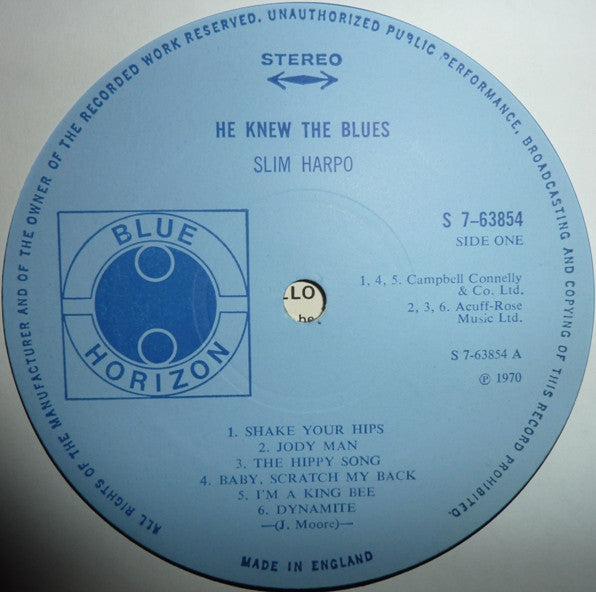 ALL RIGHTS OF THE MANUFACTURER AND OF THE OWNER OF THE RECORDED WORK RESERVED. UNAUTHORIZED PUBLIC PERFORMANCE, BROADCASTING AND COPYING OF THIS RECORD PROHIBITED.
STEREO
HE KNEW THE BLUES
SLIM HARPO
BLUE
HORIZON
S 7-63854
SIDE ONE
1, 4, 5. Campbell Connelly
& Co. Ltd.
2, 3, 6. Acuff-Rose
Music Ltd.
S 7-63854 A
℗ 1970
LLO
be
1. SHAKE YOUR HIPS
2. JODY MAN
3. THE HIPPY SONG
4. BABY, SCRATCH MY BACK
5. I'M A KING BEE
6. DYNAMITE
—(J. Moore)—
MADE IN ENGLAND